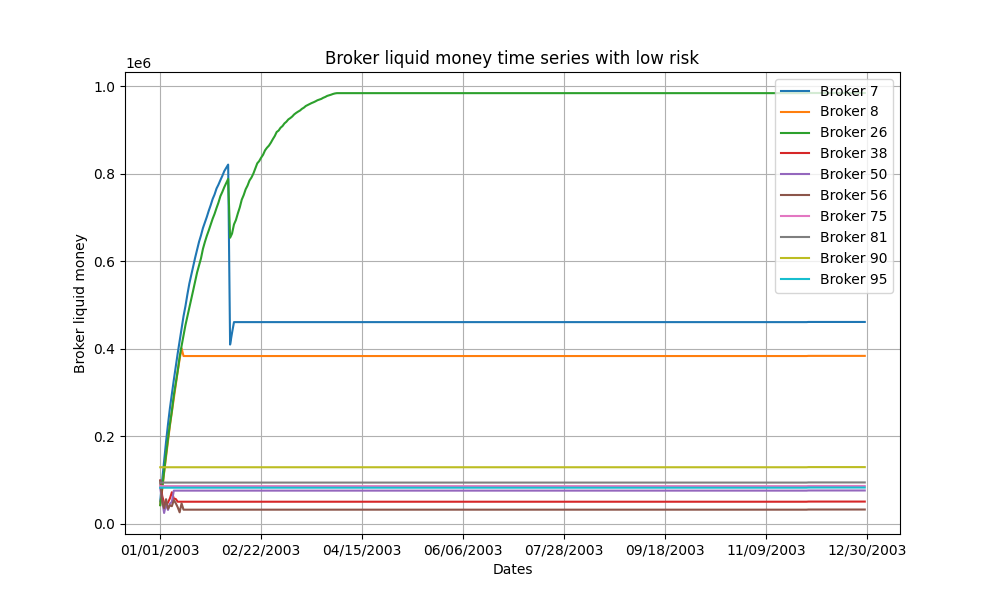 Broker liquid money time series with low risk
1e6
1.0
0.8
0.6
0.4
0.2
0.0
Broker liquid money
01/01/2003 02/22/2003 04/15/2003 06/06/2003 07/28/2003 09/18/2003 11/09/2003 12/30/2003
Dates
Broker 7
Broker 8
Broker 26
Broker 38
Broker 50
Broker 56
Broker 75
Broker 81
Broker 90
Broker 95